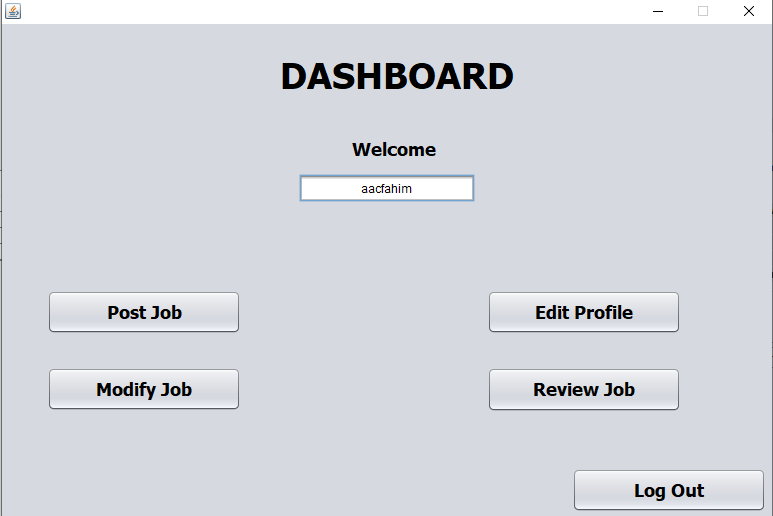 DASHBOARD
Welcome
aacfahim
Post Job
Edit Profile
Modify Job
Review Job
Log Out